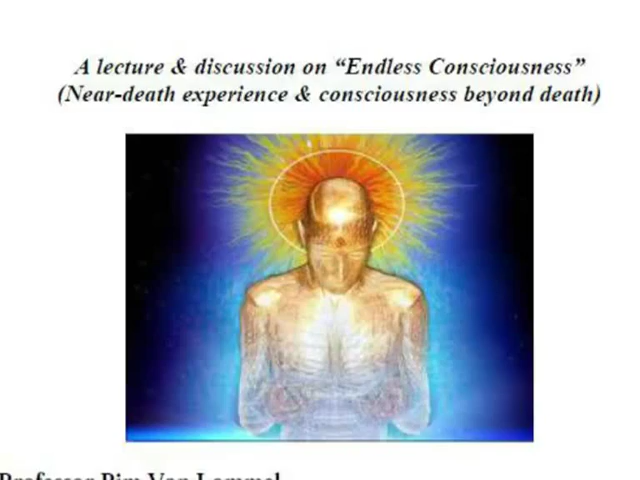 A lecture & discussion on “Endless Consciousness”
(Near-death experience & consciousness beyond death)
Professor Pim Van Lommel